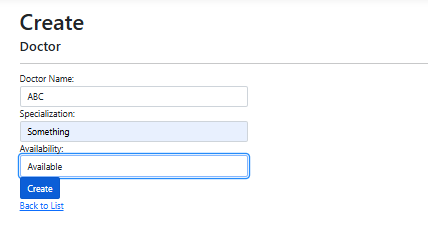 Create
Doctor
Doctor Name:
ABC
Specialization:
Something
Availability:
Available
Create
Back to List